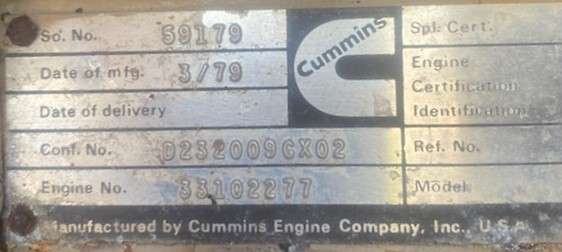 So. No. 59179
Date of mfg. 3/79
Date of delivery
Conf. No. D232009CX02
Engine No. 33102277
Cummins
Spl. Cert.
Engine
Certification
Identification
Ref. No.
Model
Manufactured by Cummins Engine Company, Inc., U.S.A.